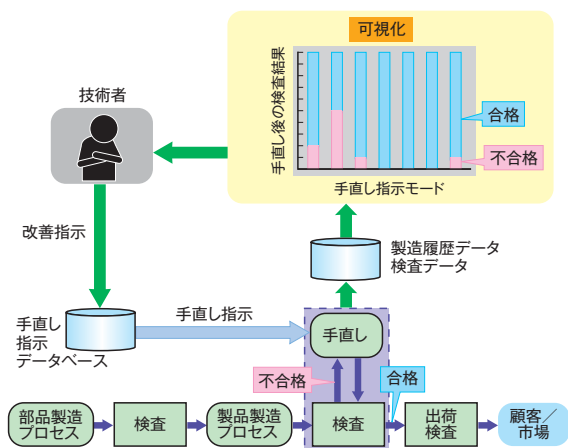 可視化
手直し後の検査結果
合格
不合格
手直し指示モード
技術者
改善指示
製造履歴データ
検査データ
手直し
指示
データベース
手直し指示
手直し
不合格
合格
部品製造
プロセス
検査
製品製造
プロセス
検査
出荷
検査
顧客／
市場